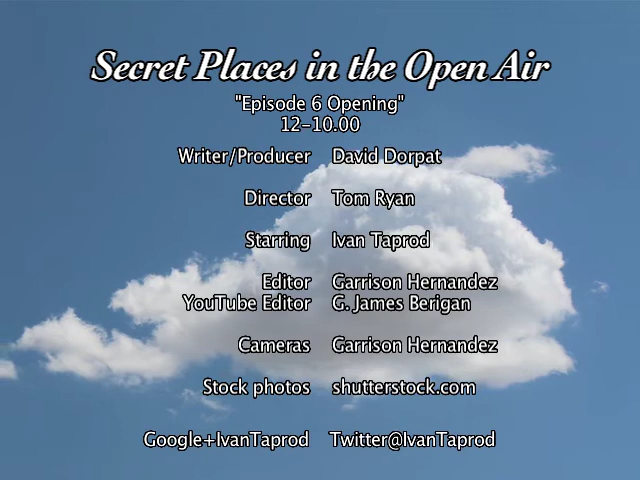 Secret Places in the Open Air
"Episode 6 Opening"
12-10.00
Writer/Producer David Dorpat
Director Tom Ryan
Starring Ivan Taprod
Editor Garrison Hernandez
YouTube Editor G. James Berigan
Cameras Garrison Hernandez
Stock photos shutterstock.com
Google+IvanTaprod Twitter@IvanTaprod